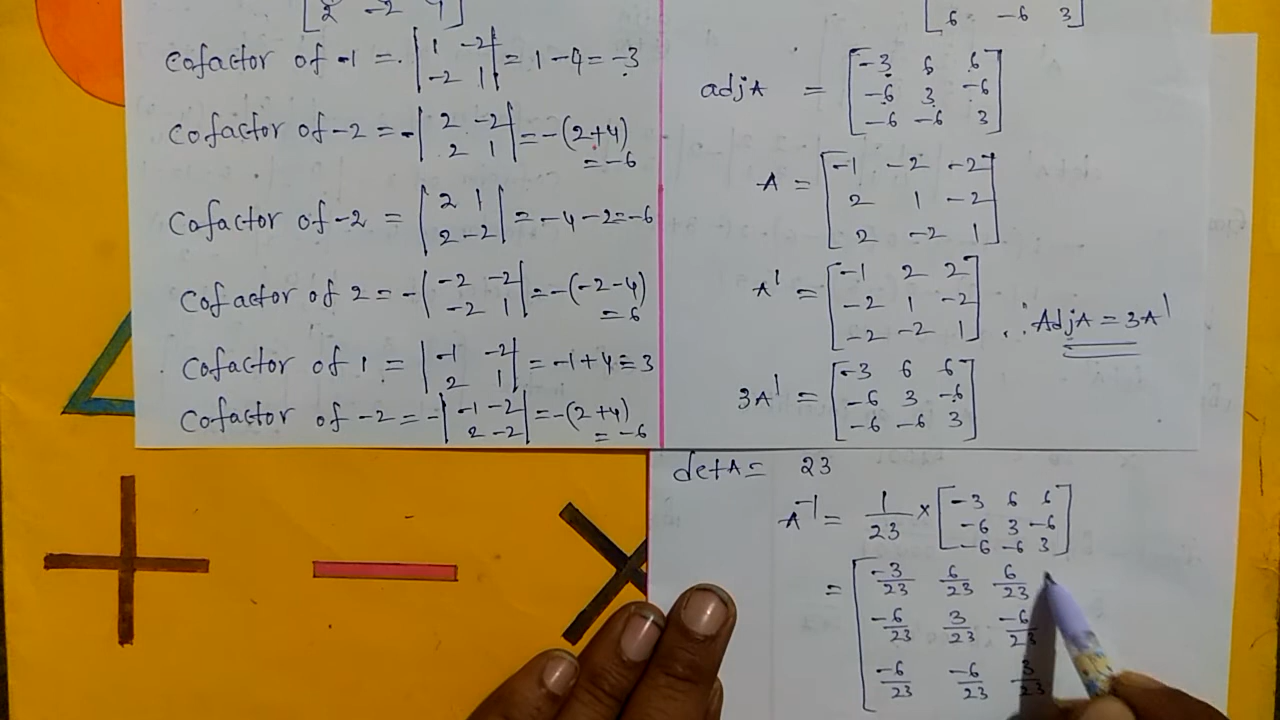 [2 -2 1]
Cofactor of -1 = |1 -2| = 1-4 = -3
|-2 1|
Cofactor of -2 = -|2 -2| = -(2+4)
|2 1| = -6
Cofactor of -2 = |2 1| = -4-2=-6
|2 -2|
Cofactor of 2 = -|-2 -2| = -(-2-4)
|-2 1| = 6
Cofactor of 1 = |-1 -2| = -1+4=3
|2 1|
Cofactor of -2 = -|-1 -2| = -(2+4)
|2 -2| = -6
[6 -6 3]
adjA = [-3 6 6]
[-6 3 -6]
[-6 -6 3]
A = [-1 -2 -2]
[2 1 -2]
[2 -2 1]
A' = [-1 2 2]
[-2 1 -2]
[-2 -2 1]
∴ AdjA = 3A'
3A' = [-3 6 6]
[-6 3 -6]
[-6 -6 3]
detA = 23
A⁻¹ = 1/23 × [-3 6 6]
[-6 3 -6]
[-6 -6 3]
= [-3/23 6/23 6/23
-6/23 3/23 -6/23
-6/23 -6/23 3/23